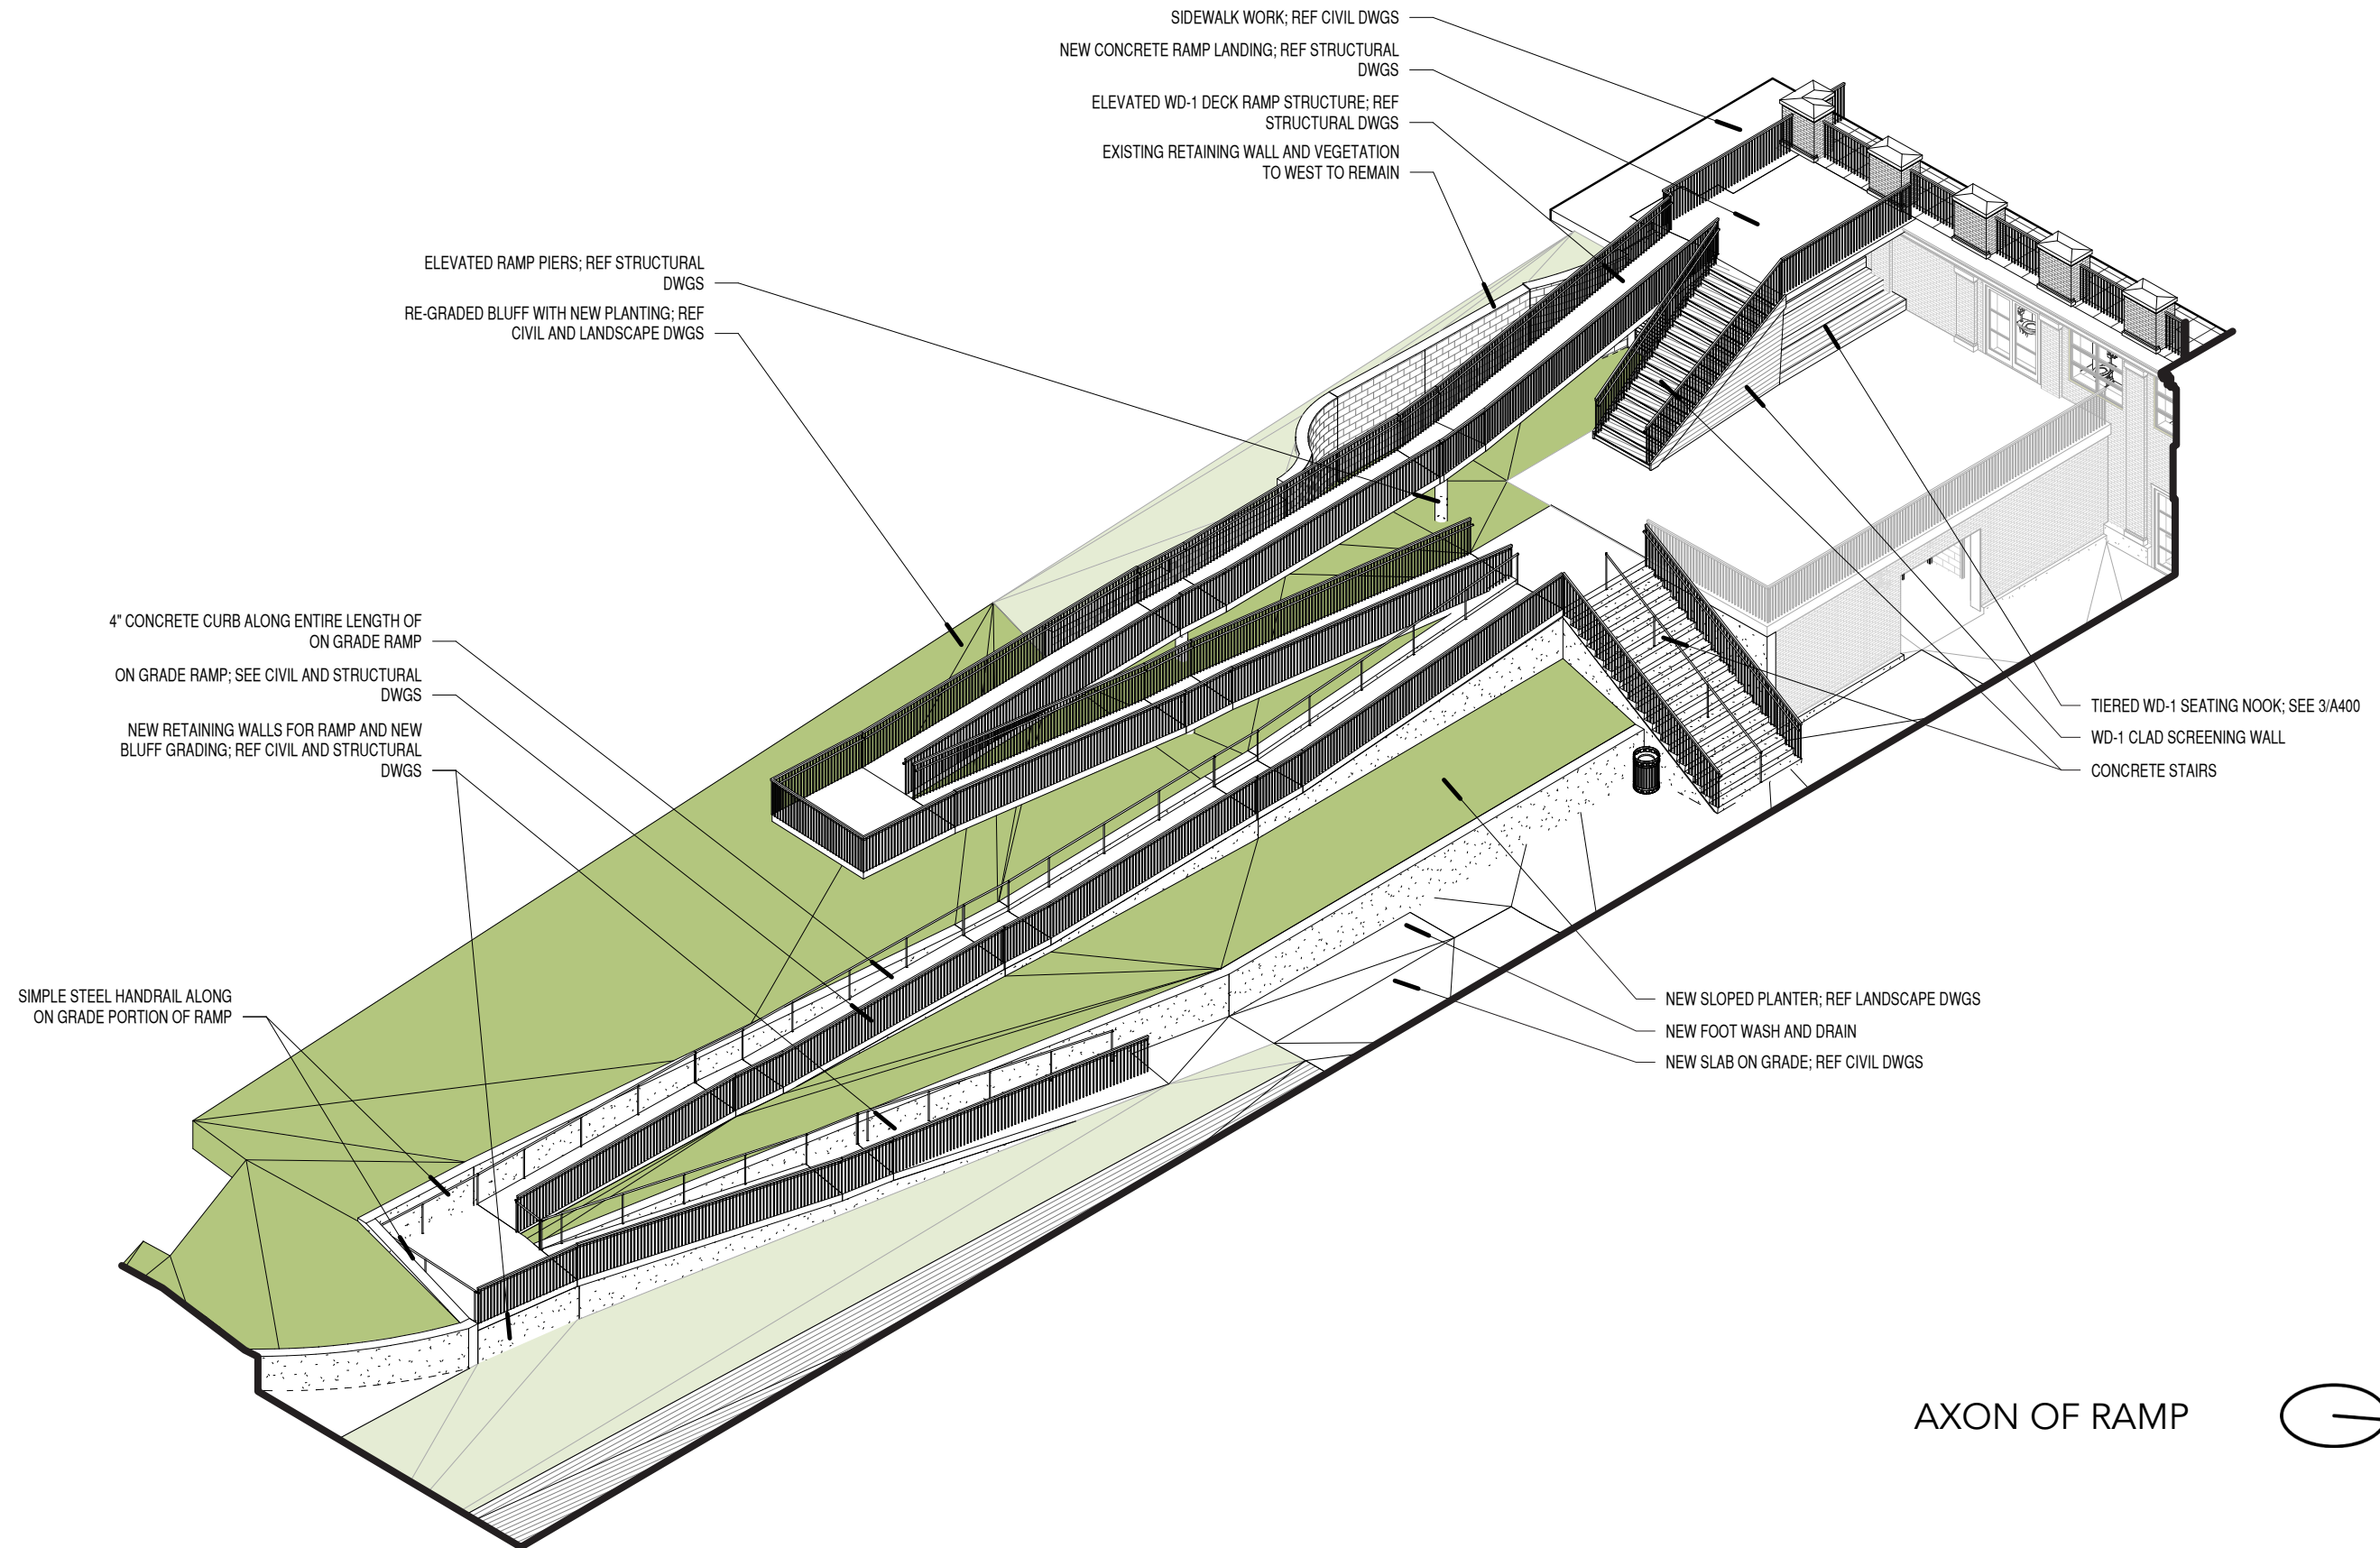 SIDEWALK WORK; REF CIVIL DWGS
NEW CONCRETE RAMP LANDING; REF STRUCTURAL
DWGS
ELEVATED WD-1 DECK RAMP STRUCTURE; REF
STRUCTURAL DWGS
EXISTING RETAINING WALL AND VEGETATION
TO WEST TO REMAIN
ELEVATED RAMP PIERS; REF STRUCTURAL
DWGS
RE-GRADED BLUFF WITH NEW PLANTING; REF
CIVIL AND LANDSCAPE DWGS
4" CONCRETE CURB ALONG ENTIRE LENGTH OF
ON GRADE RAMP
ON GRADE RAMP; SEE CIVIL AND STRUCTURAL
DWGS
NEW RETAINING WALLS FOR RAMP AND NEW
BLUFF GRADING; REF CIVIL AND STRUCTURAL
DWGS
SIMPLE STEEL HANDRAIL ALONG
ON GRADE PORTION OF RAMP
TIERED WD-1 SEATING NOOK; SEE 3/A400
WD-1 CLAD SCREENING WALL
CONCRETE STAIRS
NEW SLOPED PLANTER; REF LANDSCAPE DWGS
NEW FOOT WASH AND DRAIN
NEW SLAB ON GRADE; REF CIVIL DWGS
AXON OF RAMP